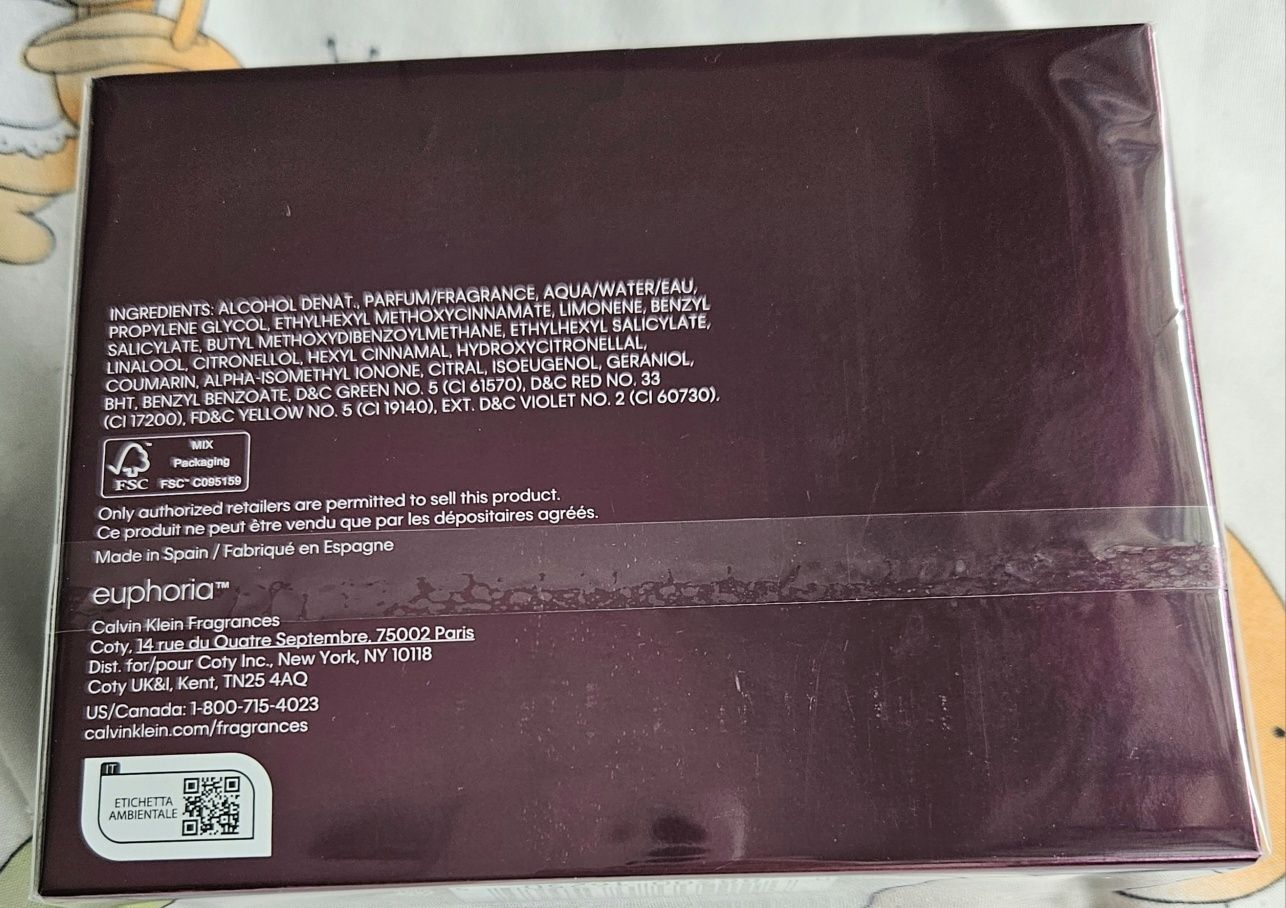 INGREDIENTS: ALCOHOL DENAT., PARFUM/FRAGRANCE, AQUA/WATER/EAU,
PROPYLENE GLYCOL, ETHYLHEXYL METHOXYCINNAMATE, LIMONENE, BENZYL
SALICYLATE, BUTYL METHOXYDIBENZOYLMETHANE, ETHYLHEXYL SALICYLATE,
LINALOOL, CITRONELLOL, HEXYL CINNAMAL, HYDROXYCITRONELLAL,
COUMARIN, ALPHA-ISOMETHYL IONONE, CITRAL, ISOEUGENOL, GERANIOL,
BHT, BENZYL BENZOATE, D&C GREEN NO. 5 (CI 61570), D&C RED NO. 33
(CI 17200), FD&C YELLOW NO. 5 (CI 19140), EXT. D&C VIOLET NO. 2 (CI 60730).
MIX
Packaging
FSC™ C095159
FSC
Only authorized retailers are permitted to sell this product.
Ce produit ne peut être vendu que par les dépositaires agréés.
Made in Spain / Fabriqué en Espagne
euphoria™
Calvin Klein Fragrances
Coty, 14 rue du Quatre Septembre, 75002 Paris
Dist. for/pour Coty Inc., New York, NY 10118
Coty UK&I, Kent, TN25 4AQ
US/Canada: 1-800-715-4023
calvinklein.com/fragrances
IT
ETICHETTA
AMBIENTALE